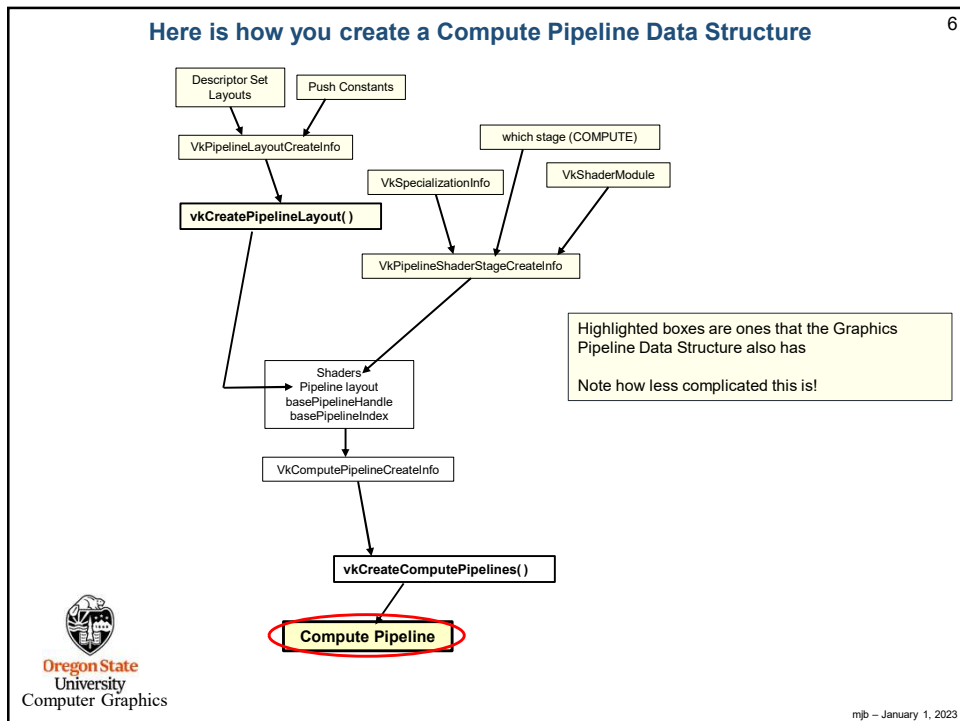 Here is how you create a Compute Pipeline Data Structure
6
Descriptor Set
Layouts
Push Constants
VkPipelineLayoutCreateInfo
which stage (COMPUTE)
VkSpecializationInfo
VkShaderModule
vkCreatePipelineLayout( )
VkPipelineShaderStageCreateInfo
Highlighted boxes are ones that the Graphics
Pipeline Data Structure also has
Note how less complicated this is!
Shaders
Pipeline layout
basePipelineHandle
basePipelineIndex
VkComputePipelineCreateInfo
vkCreateComputePipelines( )
Compute Pipeline
Oregon State
University
Computer Graphics
mjb – January 1, 2023